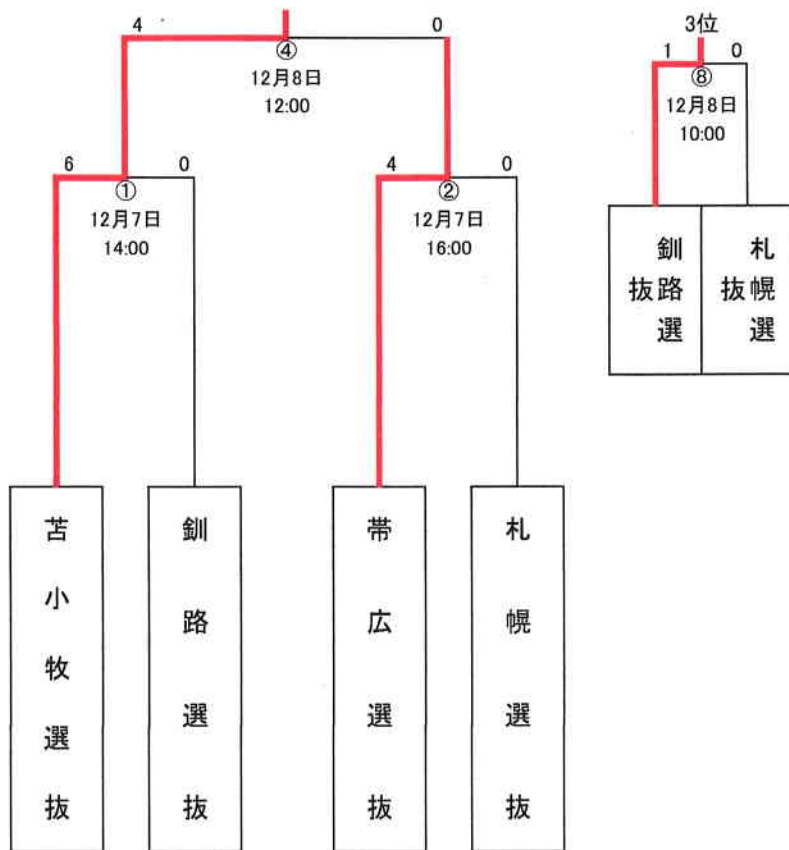 4 0
④
12月8日
12:00
3位
1 0
⑧
12月8日
10:00
釧路選抜
札幌選抜
6 0
①
12月7日
14:00
4 0
②
12月7日
16:00
苫小牧選抜
釧路選抜
帯広選抜
札幌選抜